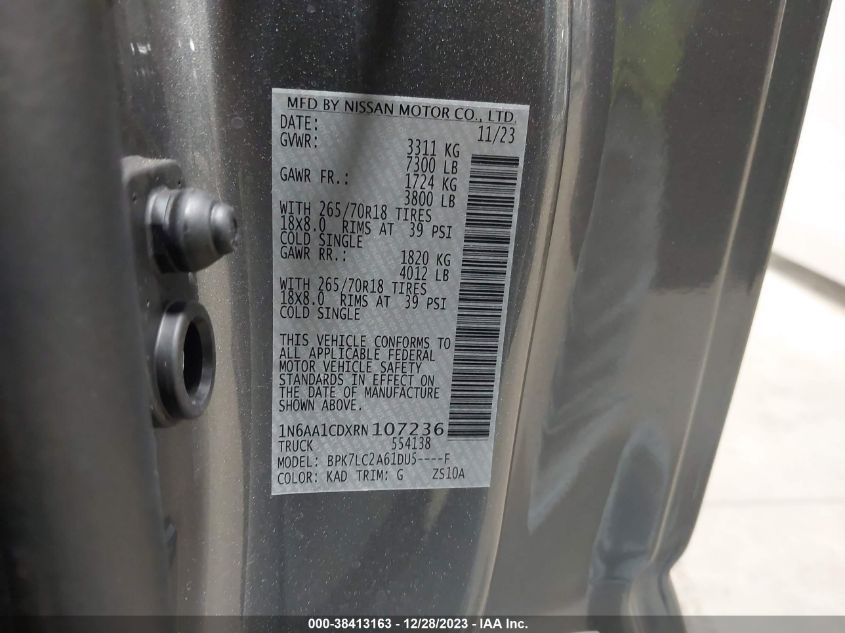 MFD BY NISSAN MOTOR CO., LTD.
DATE: 11/23
GVWR: 3311 KG
7300 LB
GAWR FR.: 1724 KG
3800 LB
WITH 265/70R18 TIRES
18X8.0 RIMS AT 39 PSI
COLD SINGLE
GAWR RR.: 1820 KG
4012 LB
WITH 265/70R18 TIRES
18X8.0 RIMS AT 39 PSI
COLD SINGLE
THIS VEHICLE CONFORMS TO
ALL APPLICABLE FEDERAL
MOTOR VEHICLE SAFETY
STANDARDS IN EFFECT ON
THE DATE OF MANUFACTURE
SHOWN ABOVE.
1N6AA1CDXRN107236
TRUCK 554138
MODEL: BPK7LC2A61DU5----F
COLOR: KAD TRIM: G ZS10A
000-38413163 - 12/28/2023 - IAA Inc.